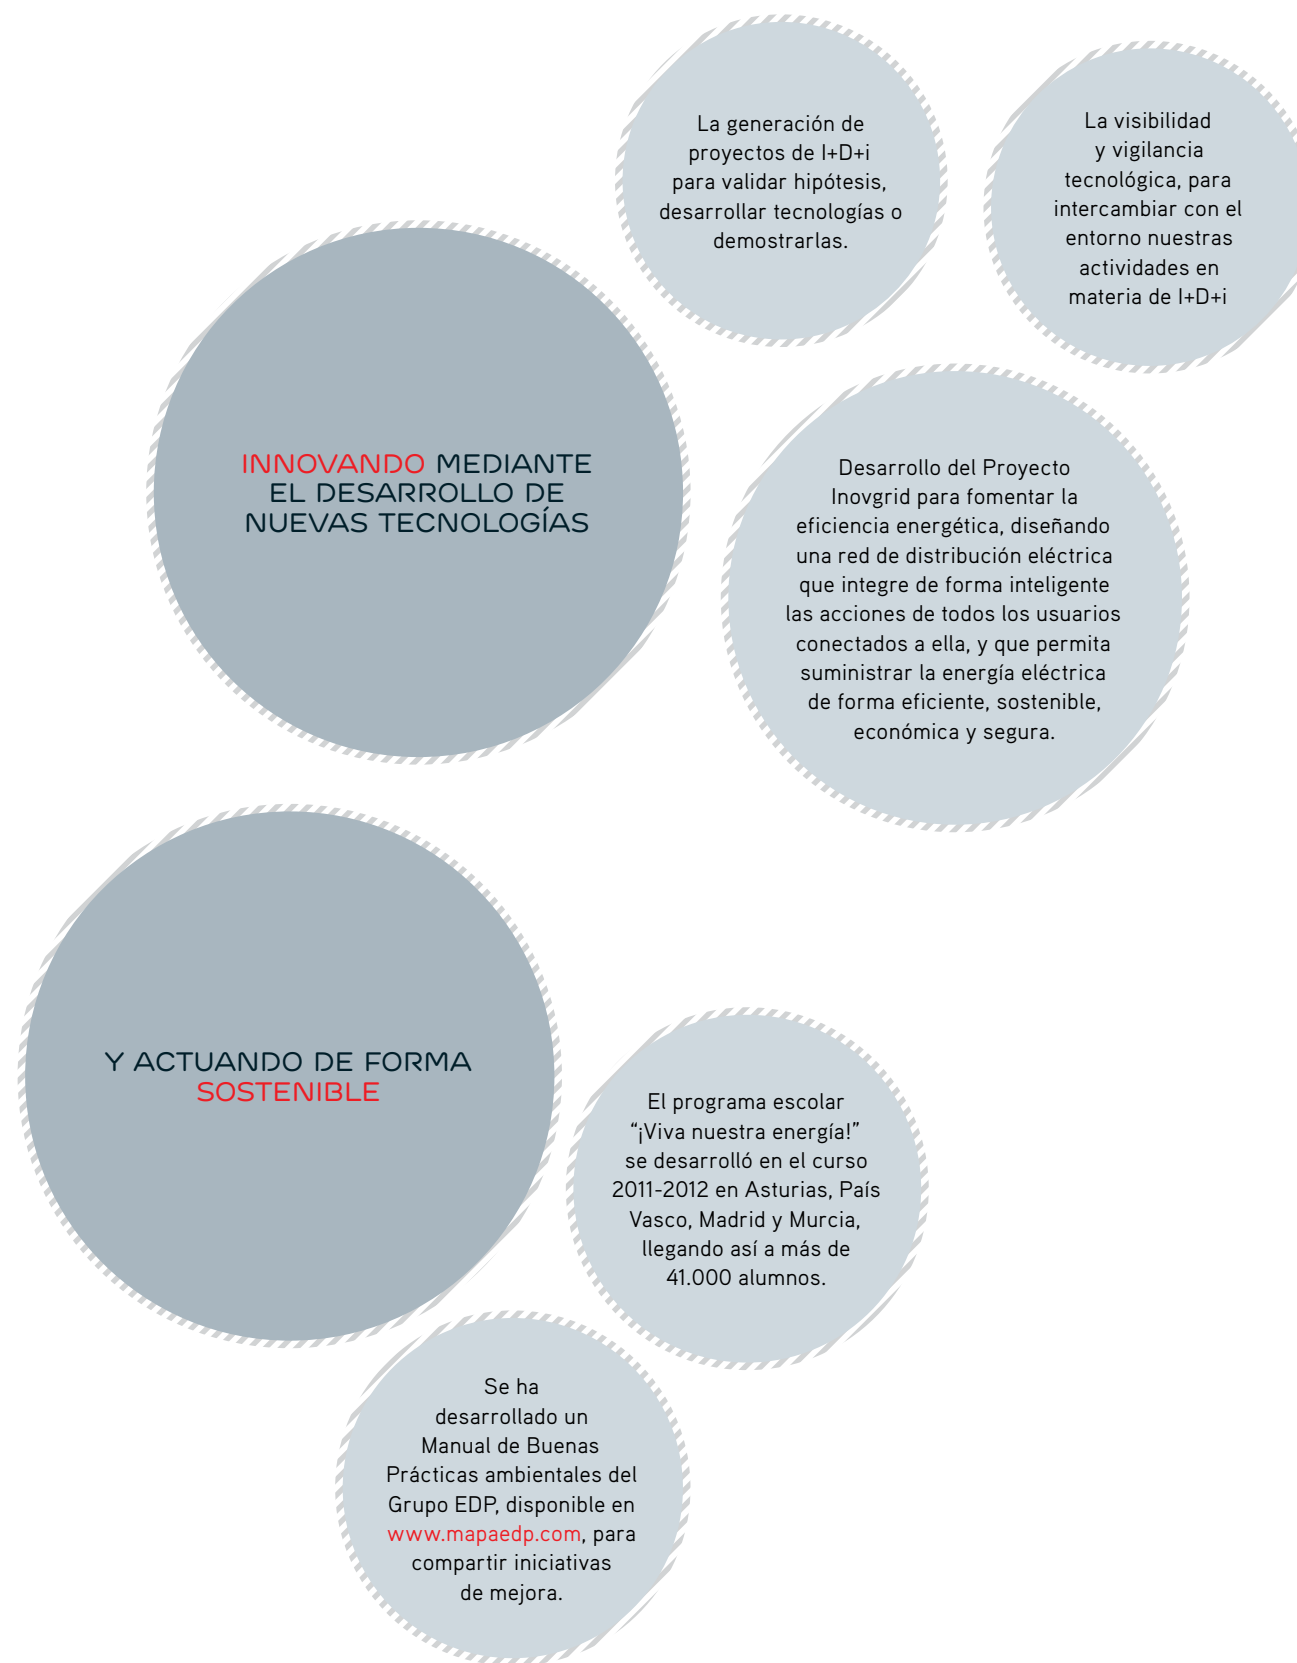 La generación de
proyectos de I+D+i
para validar hipótesis,
desarrollar tecnologías o
demostrarlas.
La visibilidad
y vigilancia
tecnológica, para
intercambiar con el
entorno nuestras
actividades en
materia de I+D+i
INNOVANDO MEDIANTE
EL DESARROLLO DE
NUEVAS TECNOLOGÍAS
Desarrollo del Proyecto
Inovgrid para fomentar la
eficiencia energética, diseñando
una red de distribución eléctrica
que integre de forma inteligente
las acciones de todos los usuarios
conectados a ella, y que permita
suministrar la energía eléctrica
de forma eficiente, sostenible,
económica y segura.
Y ACTUANDO DE FORMA
SOSTENIBLE
El programa escolar
“¡Viva nuestra energía!”
se desarrolló en el curso
2011-2012 en Asturias, País
Vasco, Madrid y Murcia,
llegando así a más de
41.000 alumnos.
Se ha
desarrollado un
Manual de Buenas
Prácticas ambientales del
Grupo EDP, disponible en
www.mapaedp.com, para
compartir iniciativas
de mejora.